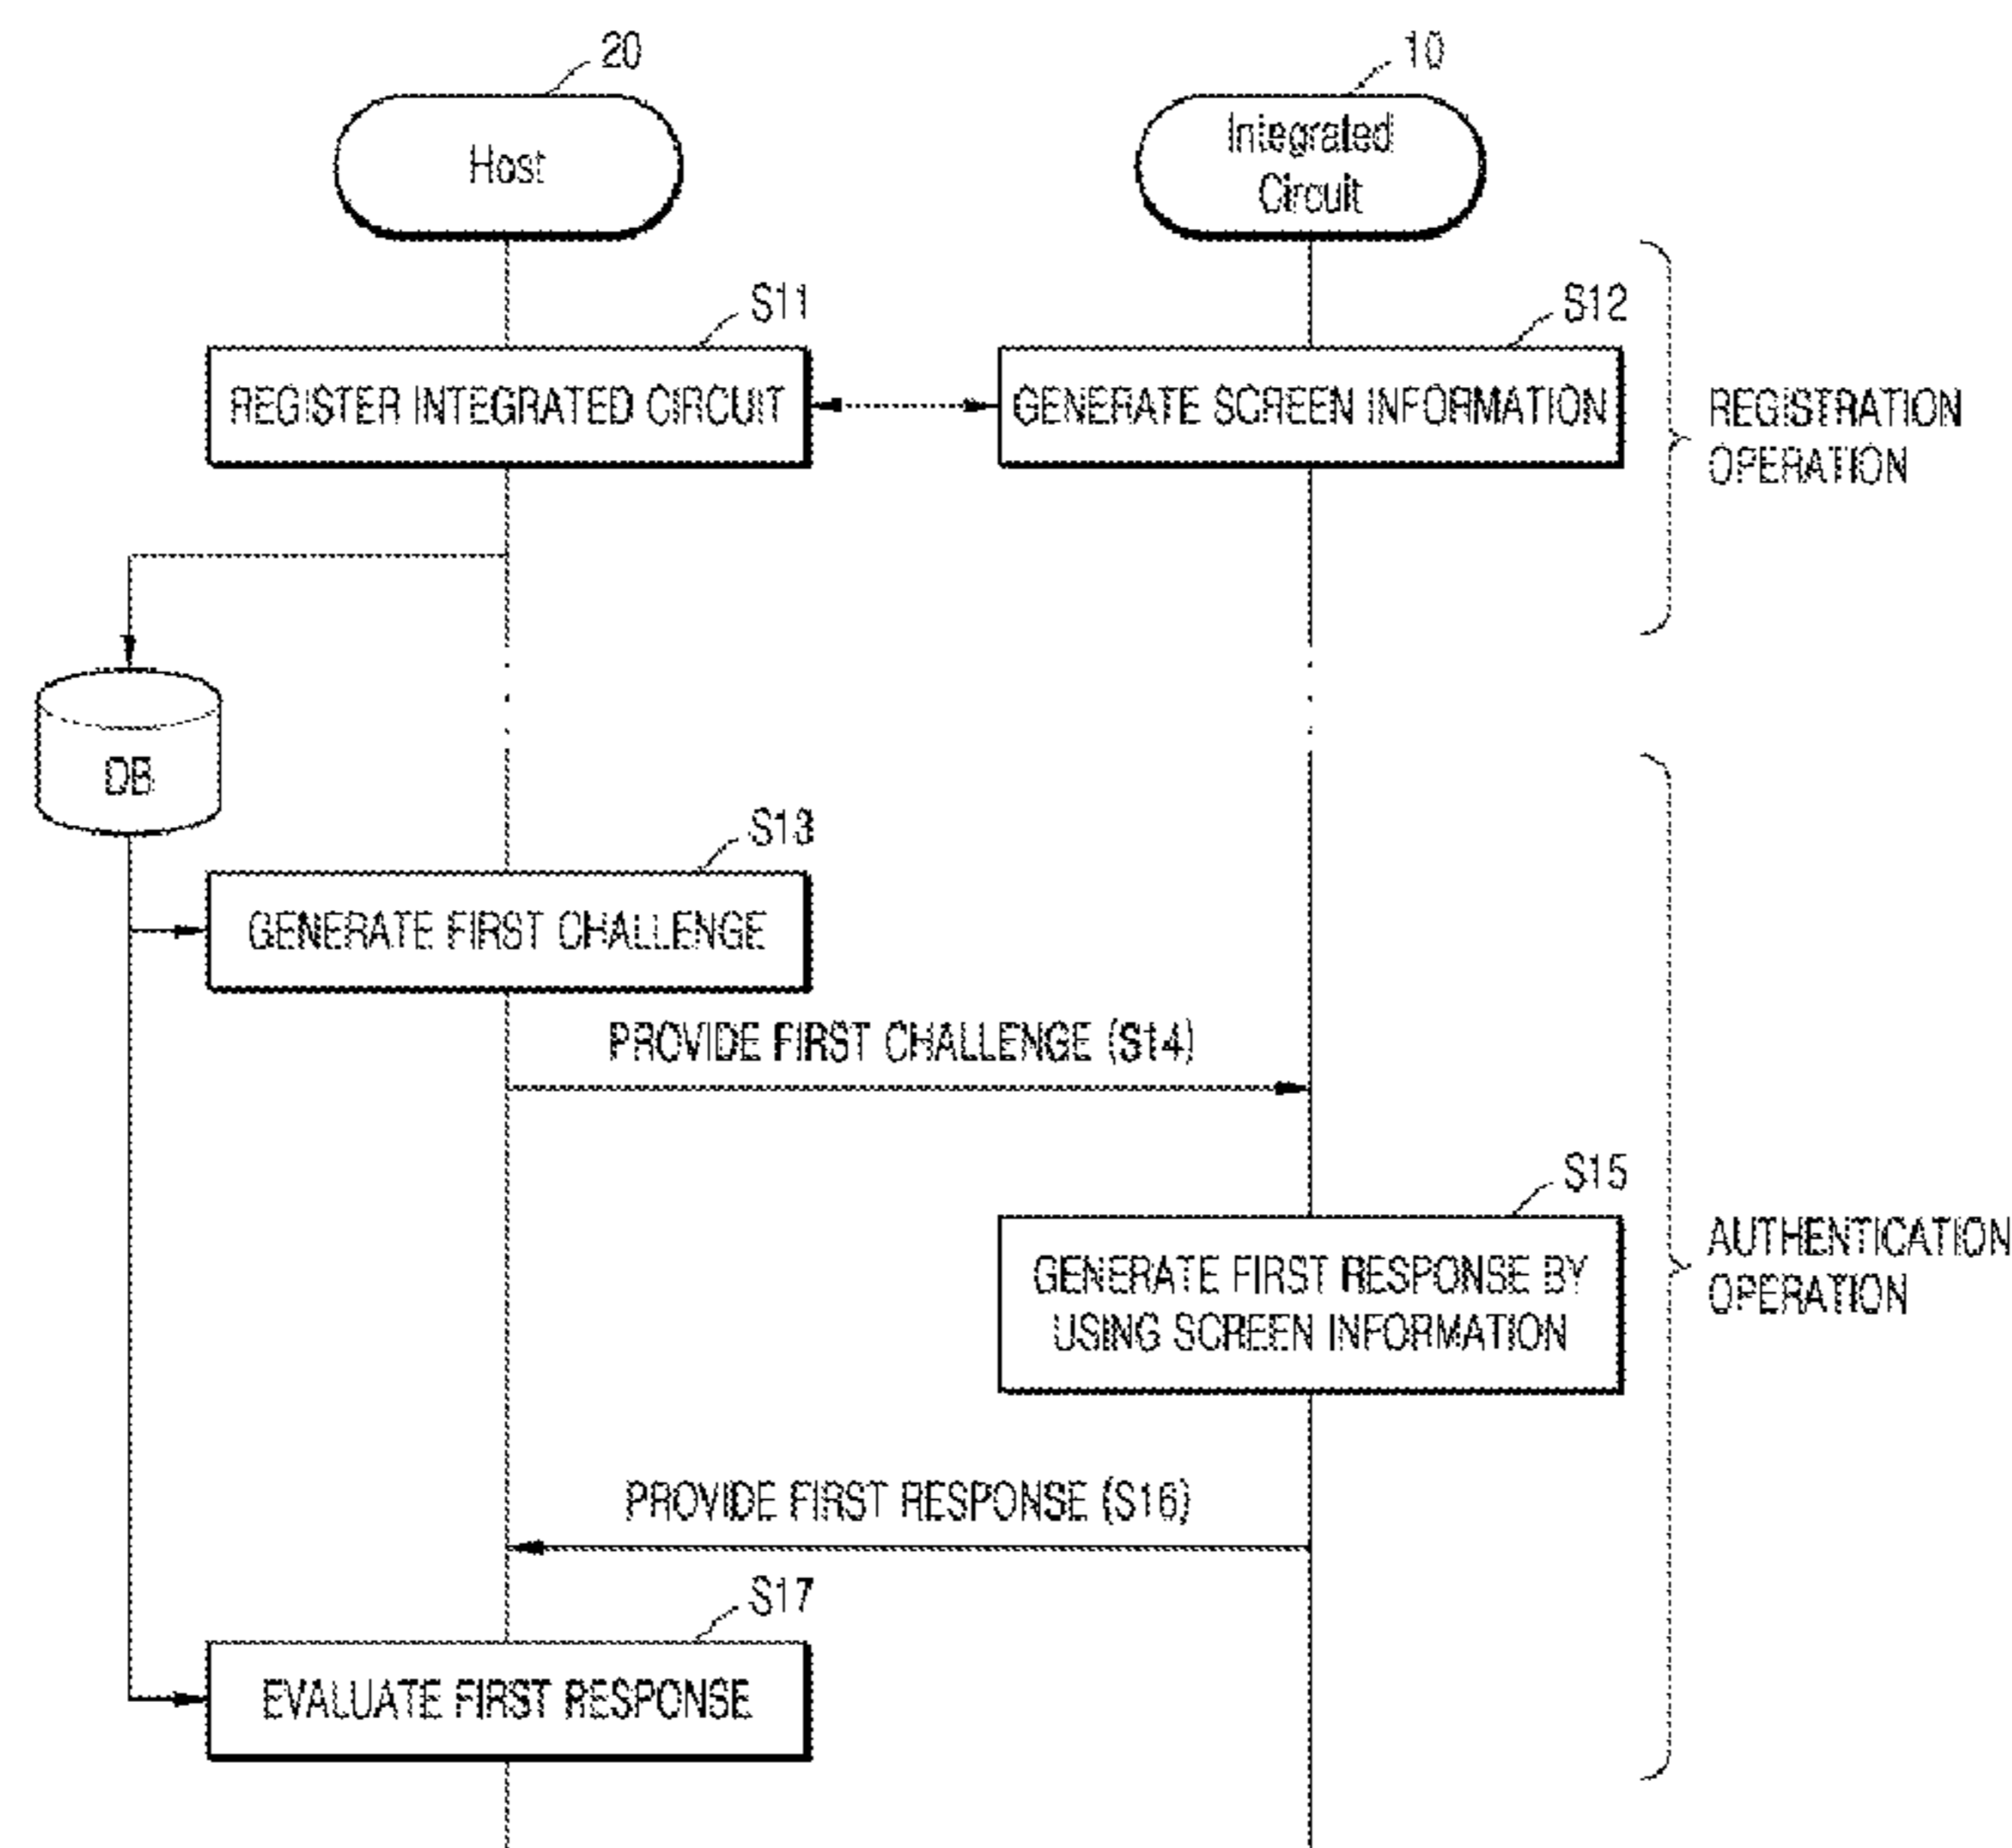 20
10
Host
Integrated
Circuit
S11
S12
REGISTER INTEGRATED CIRCUIT
GENERATE SCREEN INFORMATION
REGISTRATION
OPERATION
DB
S13
GENERATE FIRST CHALLENGE
PROVIDE FIRST CHALLENGE (S14)
S15
GENERATE FIRST RESPONSE BY
USING SCREEN INFORMATION
AUTHENTICATION
OPERATION
PROVIDE FIRST RESPONSE (S16)
S17
EVALUATE FIRST RESPONSE